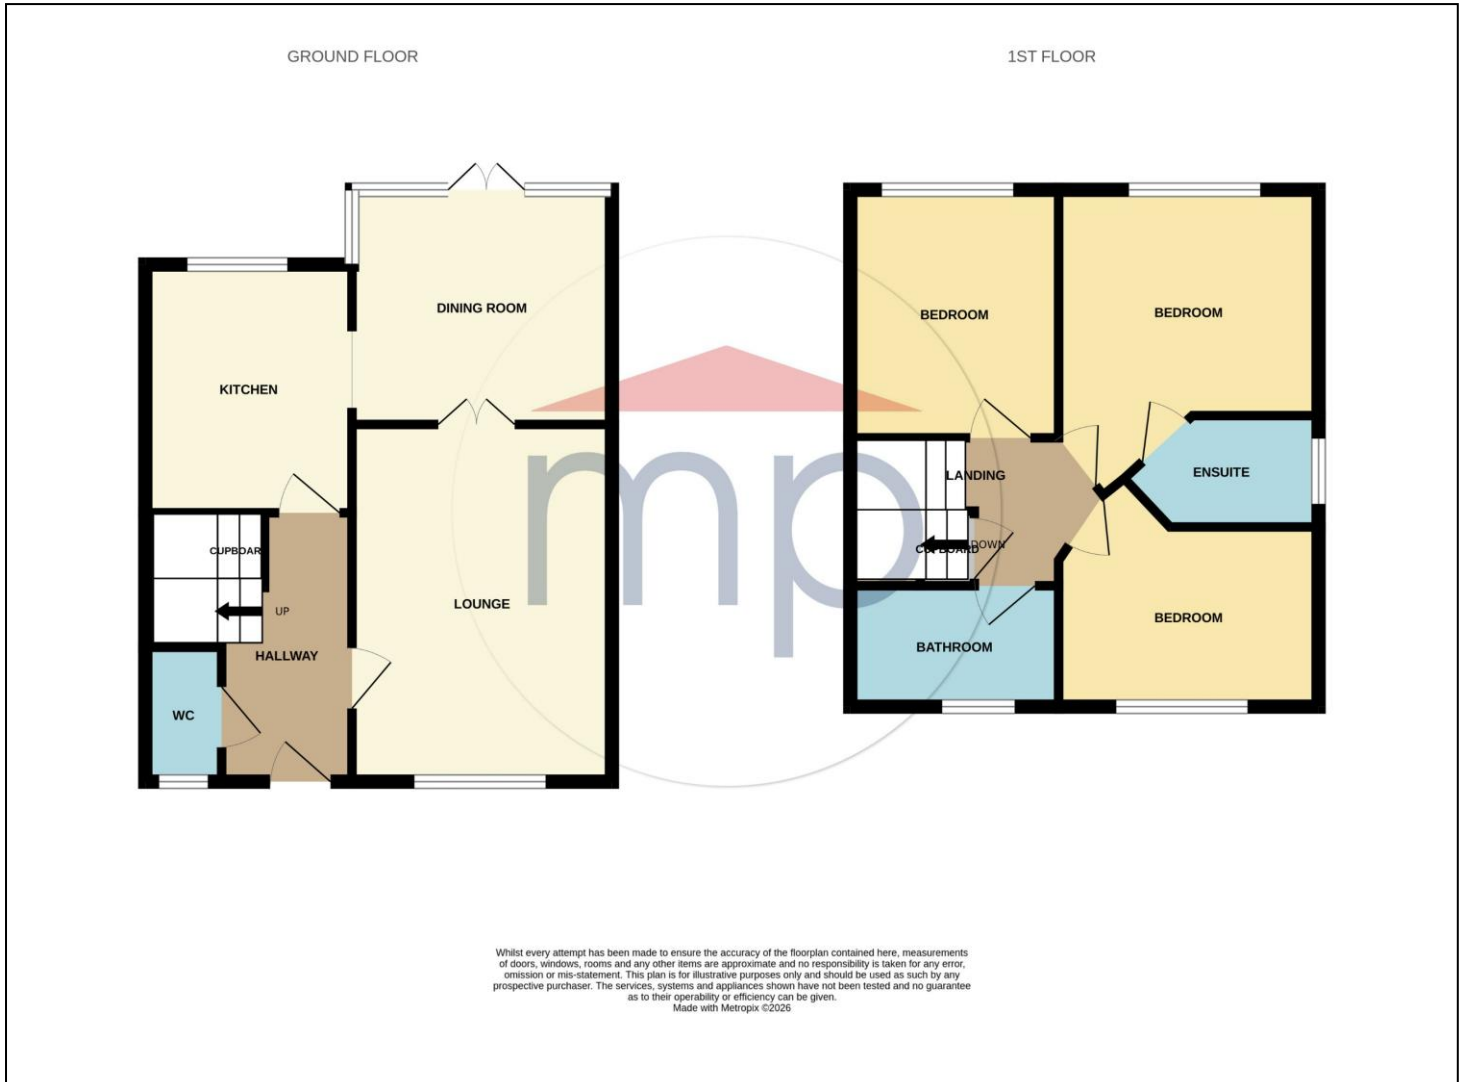 GROUND FLOOR
1ST FLOOR
DINING ROOM
KITCHEN
CUPBOAR
UP
LOUNGE
HALLWAY
WC
BEDROOM
BEDROOM
LANDING
ENSUITE
DOWN
CUPBOARD
BEDROOM
BATHROOM
mp
Whilst every attempt has been made to ensure the accuracy of the floorplan contained here, measurements
of doors, windows, rooms and any other items are approximate and no responsibility is taken for any error,
omission or mis-statement. This plan is for illustrative purposes only and should be used as such by any
prospective purchaser. The services, systems and appliances shown have not been tested and no guarantee
as to their operability or efficiency can be given.
Made with Metropix ©2026